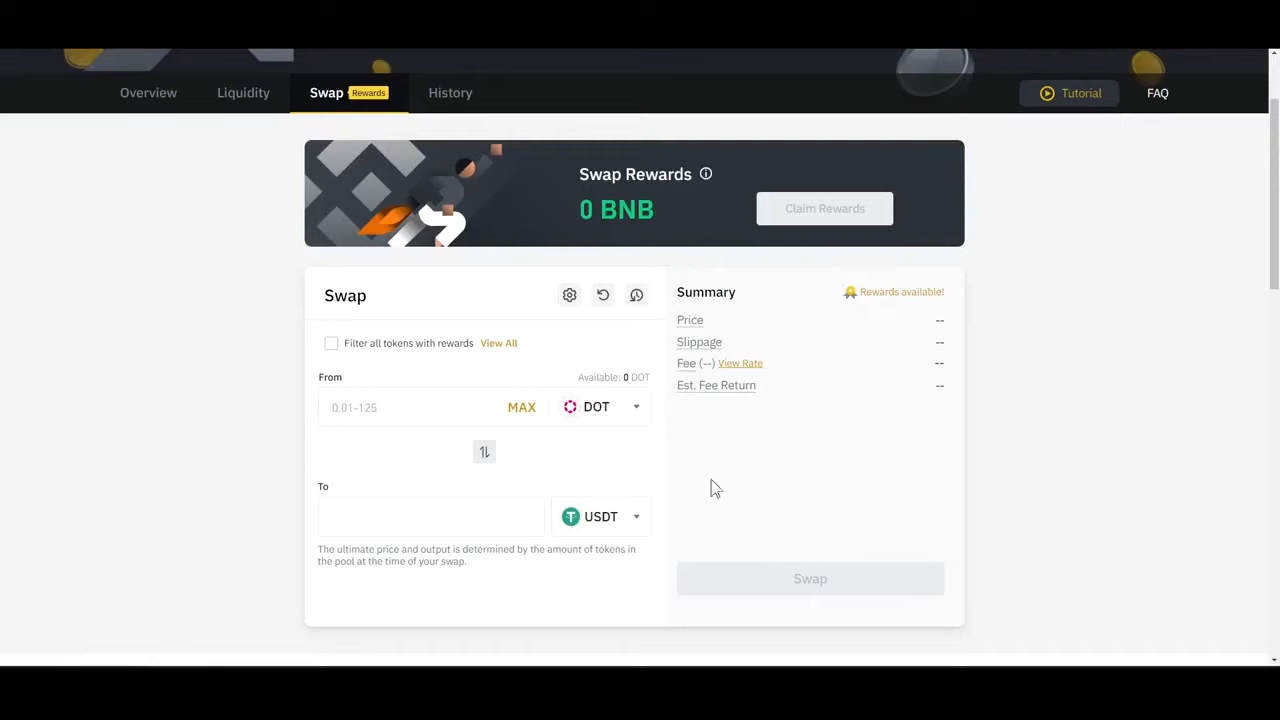 Overview Liquidity Swap Rewards History Tutorial FAQ
Swap Rewards
0 BNB
Claim Rewards
Swap
Filter all tokens with rewards View All
From Available: 0 DOT
0.01-125 MAX DOT
To
USDT
The ultimate price and output is determined by the amount of tokens in
the pool at the time of your swap.
Summary Rewards available!
Price --
Slippage --
Fee (--) View Rate --
Est. Fee Return --
Swap